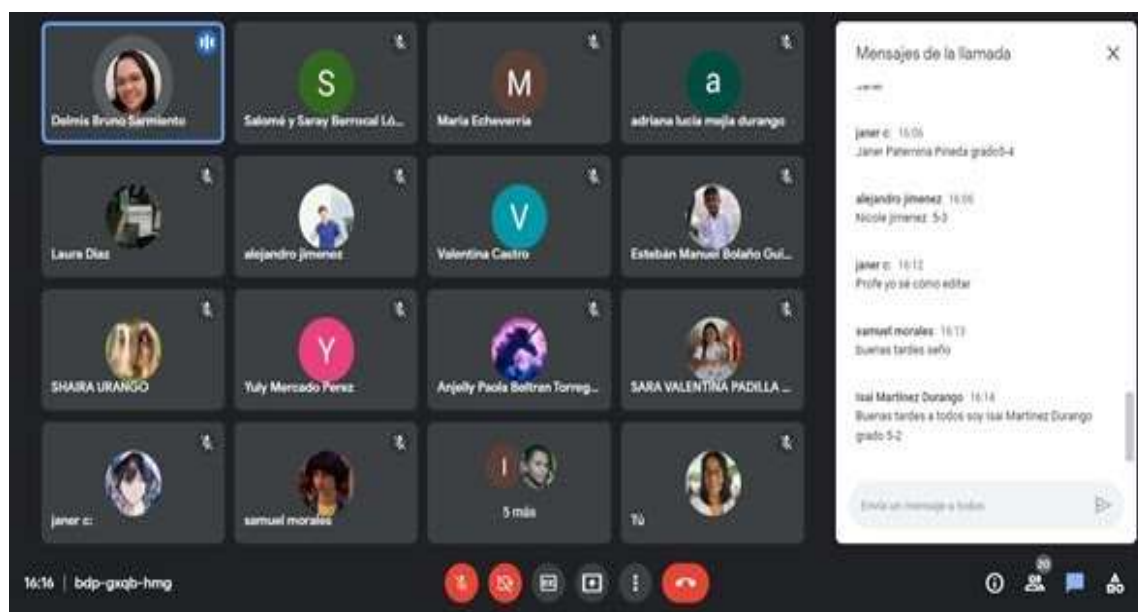 Delmis Bruno Sarmiento
S
Salomé y Saray Berrocal Ló...
M
María Echeverría
a
adriana lucia mejia durango
Laura Diaz
alejandro jimenez
V
Valentina Castro
Estebán Manuel Bolaño Gui...
SHAIRA URANGO
Y
Yuly Mercado Perez
Anjelly Paola Beltran Torreg...
SARA VALENTINA PADILLA ...
janer c:
samuel morales
I
5 más
Tú
Mensajes de la llamada
janer c: 16:06
Janer Paternina Pineda grado5-4
alejandro jimenez
Nicole jimenez 5-3
janer c: 16:12
Profe yo sé cómo editar
samuel morales 16:13
buenas tardes seño
Isai Martinez Durango 16:14
Buenas tardes a todos soy Isai Martinez Durango
grado 5-2
Envía un mensaje a todos
16:16 | bdp-gxqb-hmg
20